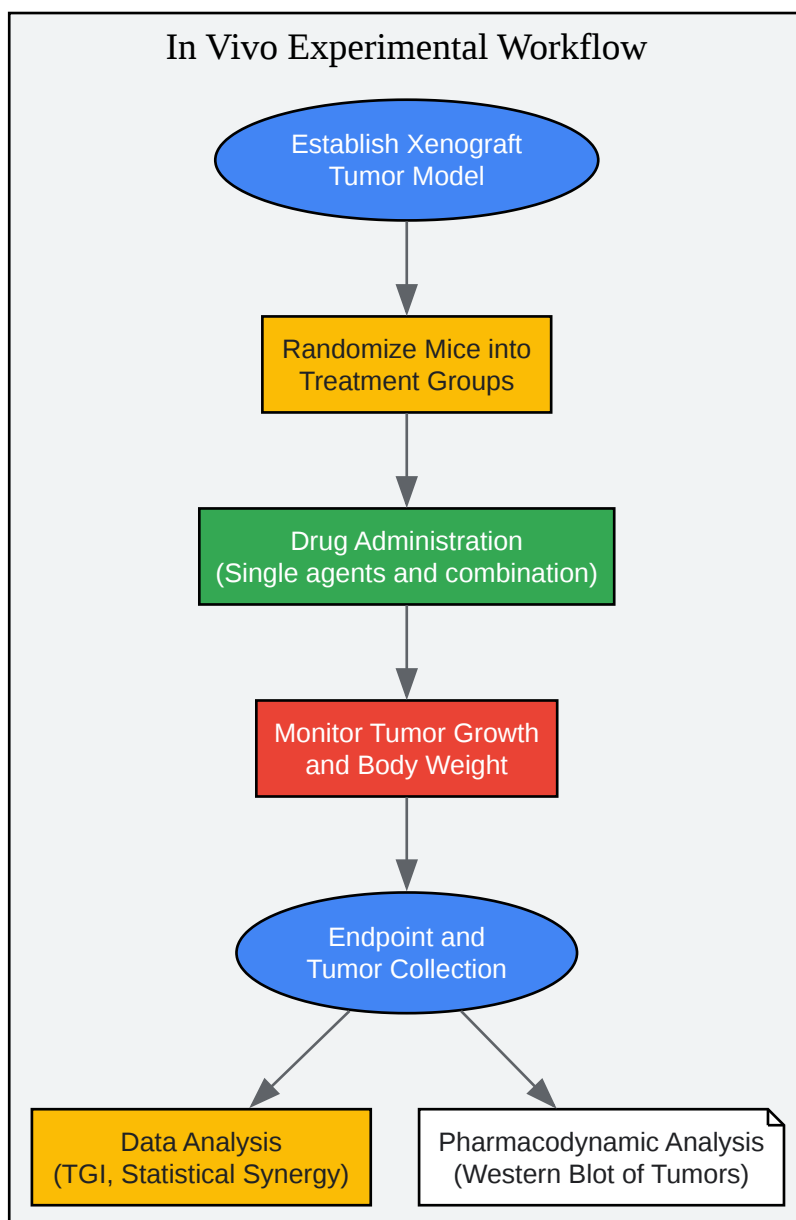 In Vivo Experimental Workflow
Establish Xenograft
Tumor Model
Randomize Mice into
Treatment Groups
Drug Administration
(Single agents and combination)
Monitor Tumor Growth
and Body Weight
Endpoint and
Tumor Collection
Data Analysis
(TGI, Statistical Synergy)
Pharmacodynamic Analysis
(Western Blot of Tumors)